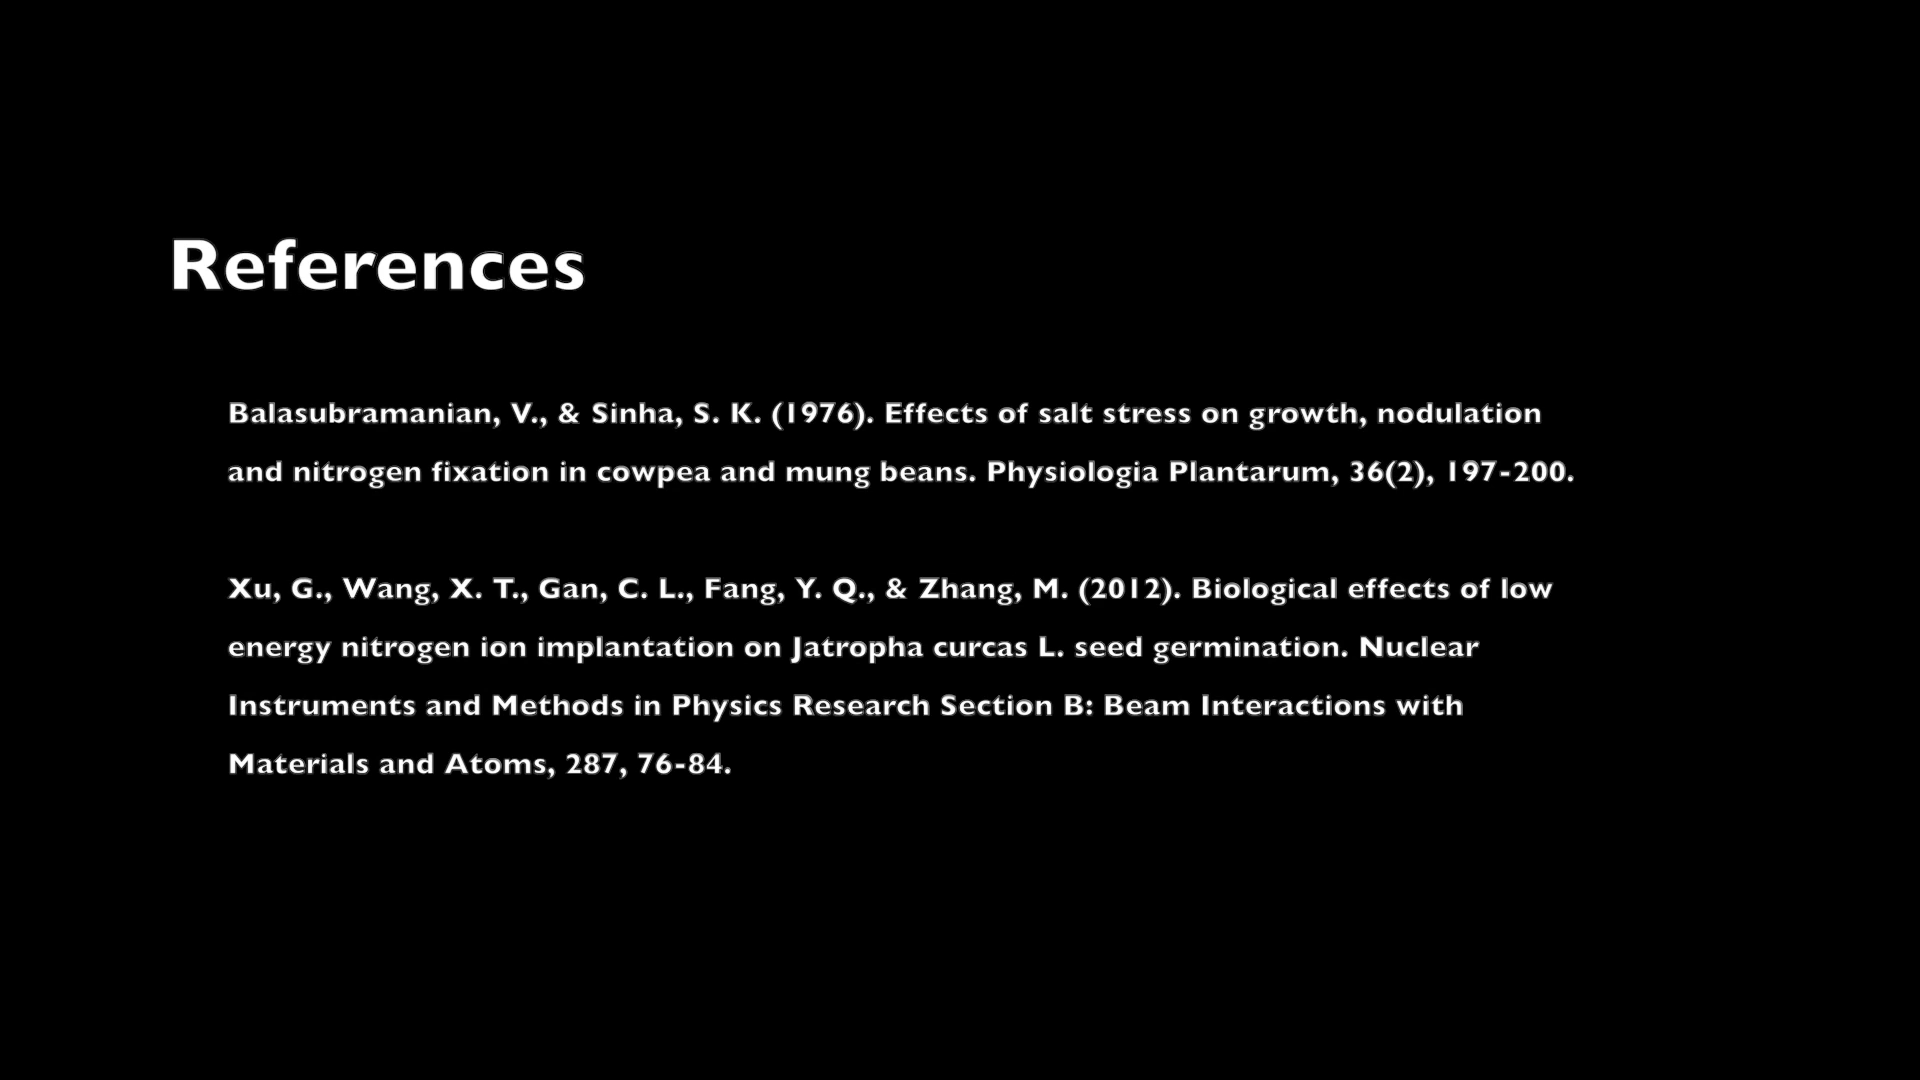 References
Balasubramanian, V., & Sinha, S. K. (1976). Effects of salt stress on growth, nodulation
and nitrogen fixation in cowpea and mung beans. Physiologia Plantarum, 36(2), 197-200.
Xu, G., Wang, X. T., Gan, C. L., Fang, Y. Q., & Zhang, M. (2012). Biological effects of low
energy nitrogen ion implantation on Jatropha curcas L. seed germination. Nuclear
Instruments and Methods in Physics Research Section B: Beam Interactions with
Materials and Atoms, 287, 76-84.